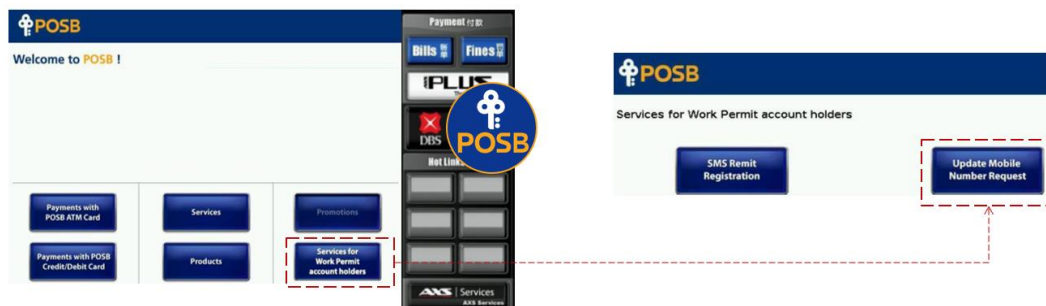 POSB
Welcome to POSB !
Payments with
POSB ATM Card
Services
Promotions
Payments with POSB
Credit/Debit Card
Products
Services for
Work Permit
account holders
Payment 付款
Bills
Fines
PLUS
DBS
POSB
Hot Links
AXS Services
AXS Services
POSB
Services for Work Permit account holders
SMS Remit
Registration
Update Mobile
Number Request